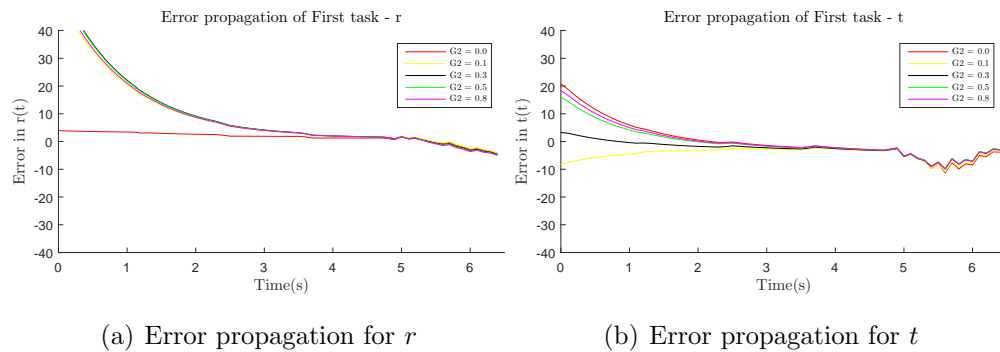 Error propagation of First task - r
40
30
20
10
0
-10
-20
-30
-40
Error in r(t)
0 1 2 3 4 5 6
Time(s)
G2 = 0.0
G2 = 0.1
G2 = 0.3
G2 = 0.5
G2 = 0.8
(a) Error propagation for r
Error propagation of First task - t
40
30
20
10
0
-10
-20
-30
-40
Error in t(t)
0 1 2 3 4 5 6
Time(s)
G2 = 0.0
G2 = 0.1
G2 = 0.3
G2 = 0.5
G2 = 0.8
(b) Error propagation for t